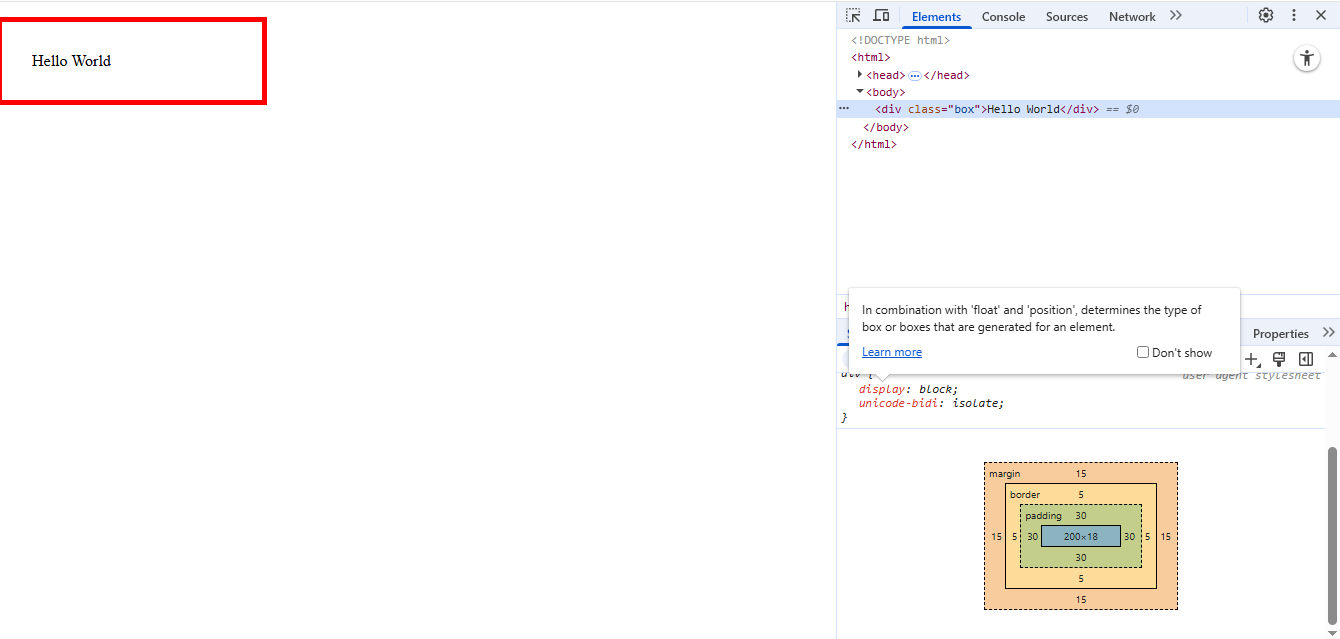 Hello World
Elements Console Sources Network
<!DOCTYPE html>
<html>
<head> ••• </head>
<body>
••• <div class="box">Hello World</div> == $0
</body>
</html>
In combination with 'float' and 'position', determines the type of
box or boxes that are generated for an element.
Learn more
Don't show
Properties
div {
user agent stylesheet
display: block;
unicode-bidi: isolate;
}
margin 15
border 5
padding 30
15 5 30 200×18 30 5 15
30
5
15